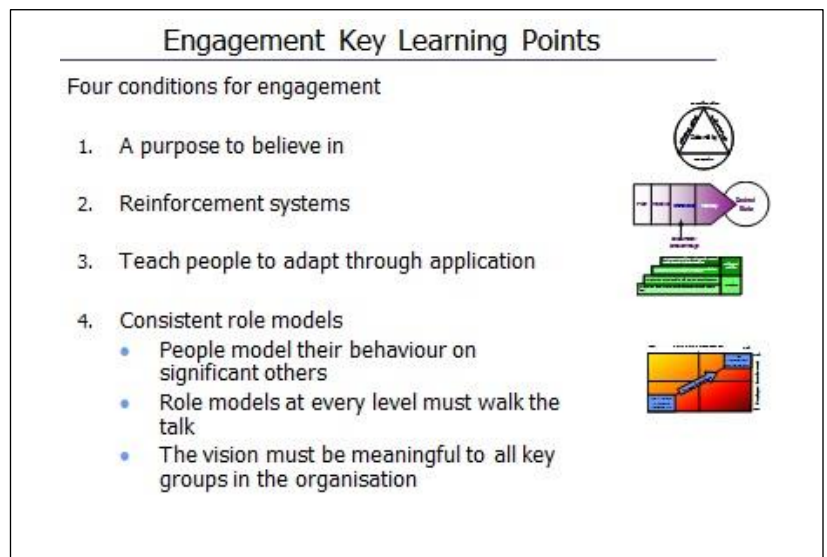 Engagement Key Learning Points
Four conditions for engagement
1. A purpose to believe in
2. Reinforcement systems
3. Teach people to adapt through application
4. Consistent role models
• People model their behaviour on
significant others
• Role models at every level must walk the
talk
• The vision must be meaningful to all key
groups in the organisation